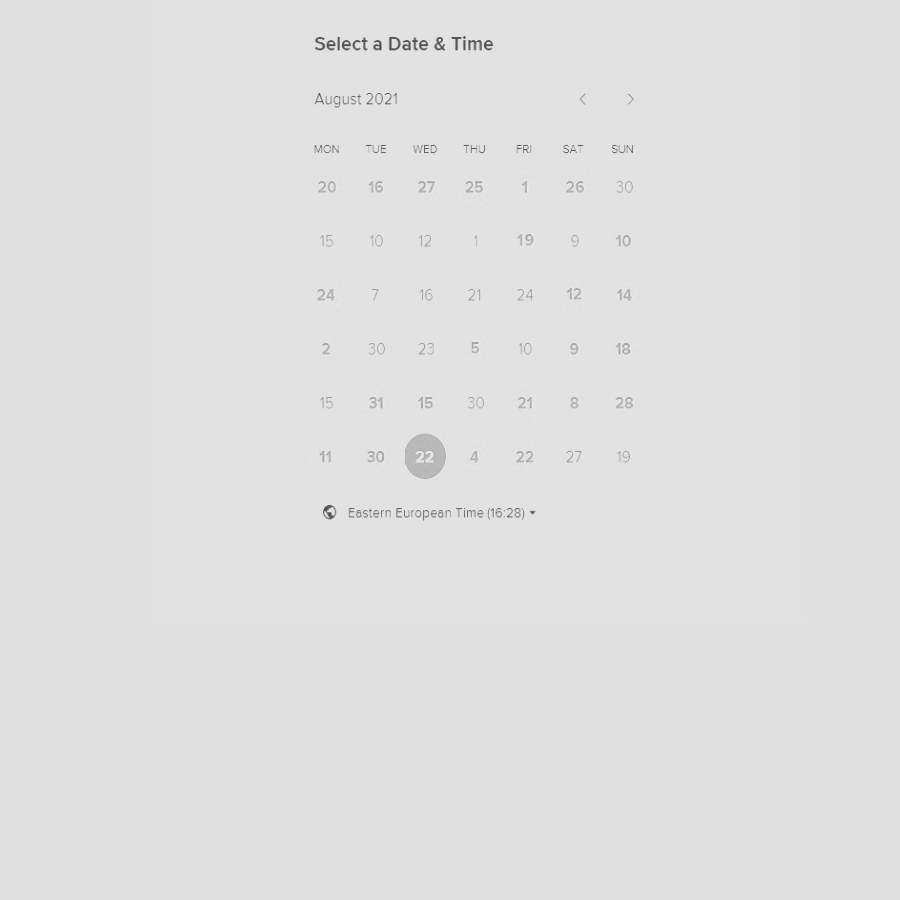 Select a Date & Time
August 2021
MON TUE WED THU FRI SAT SUN
20 16 27 25 1 26 30
15 10 12 1 19 9 10
24 7 16 21 24 12 14
2 30 23 5 10 9 18
15 31 15 30 21 8 28
11 30 22 4 22 27 19
Eastern European Time (16:28)